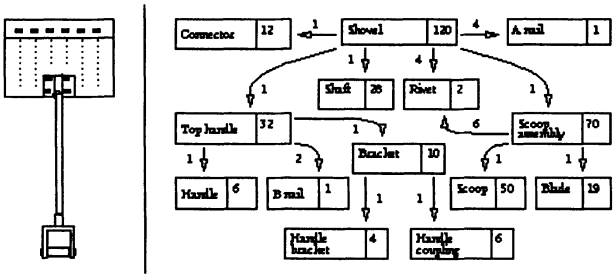 Connector 12
1
Shovel 120
4
A nail 1
1
4
1
1
Shaft 28
Rivet 2
Top handle 32
1
6
Scoop assembly 70
1
2
Bracket 10
1
1
Handle 6
B nail 1
1
1
Scoop 50
Blade 19
Handle bracket 4
Handle coupling 6